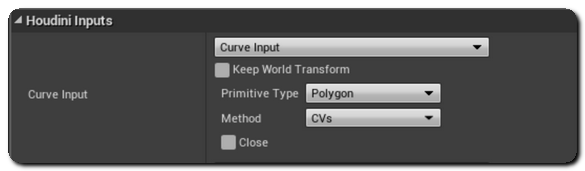 Houdini Inputs
Curve Input
Keep World Transform
Curve Input
Primitive Type Polygon
Method CVs
Close